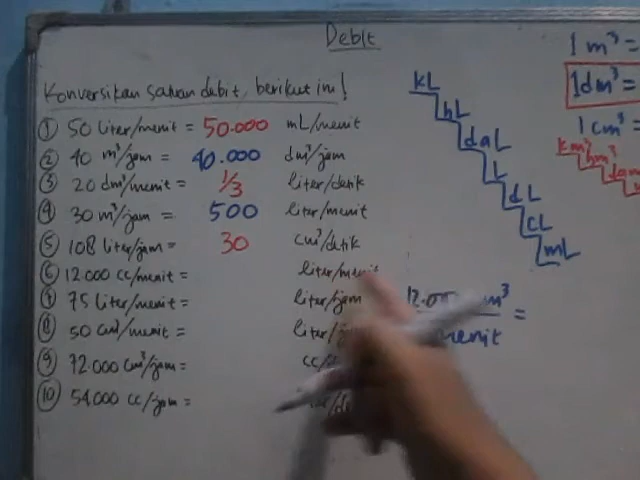 Debit
Konversikan satuan debit, berikut ini!
① 50 liter/menit = 50.000 mL/menit
② 40 m³/jam = 40.000 dm³/jam
③ 20 dm³/menit = 1/3 liter/detik
④ 30 m³/jam = 500 liter/menit
⑤ 108 liter/jam = 30 cm³/detik
⑥ 12.000 cc/menit = liter/menit
⑦ 75 liter/menit = liter/jam
⑧ 50 cm³/menit =
⑨ 72.000 cm³/jam =
⑩ 54.000 cc/jam =
kL
hL
daL
L
dL
cL
mL
menit
=
1 m³ =
1 dm³ =
1 cm³ =
km³
hm³